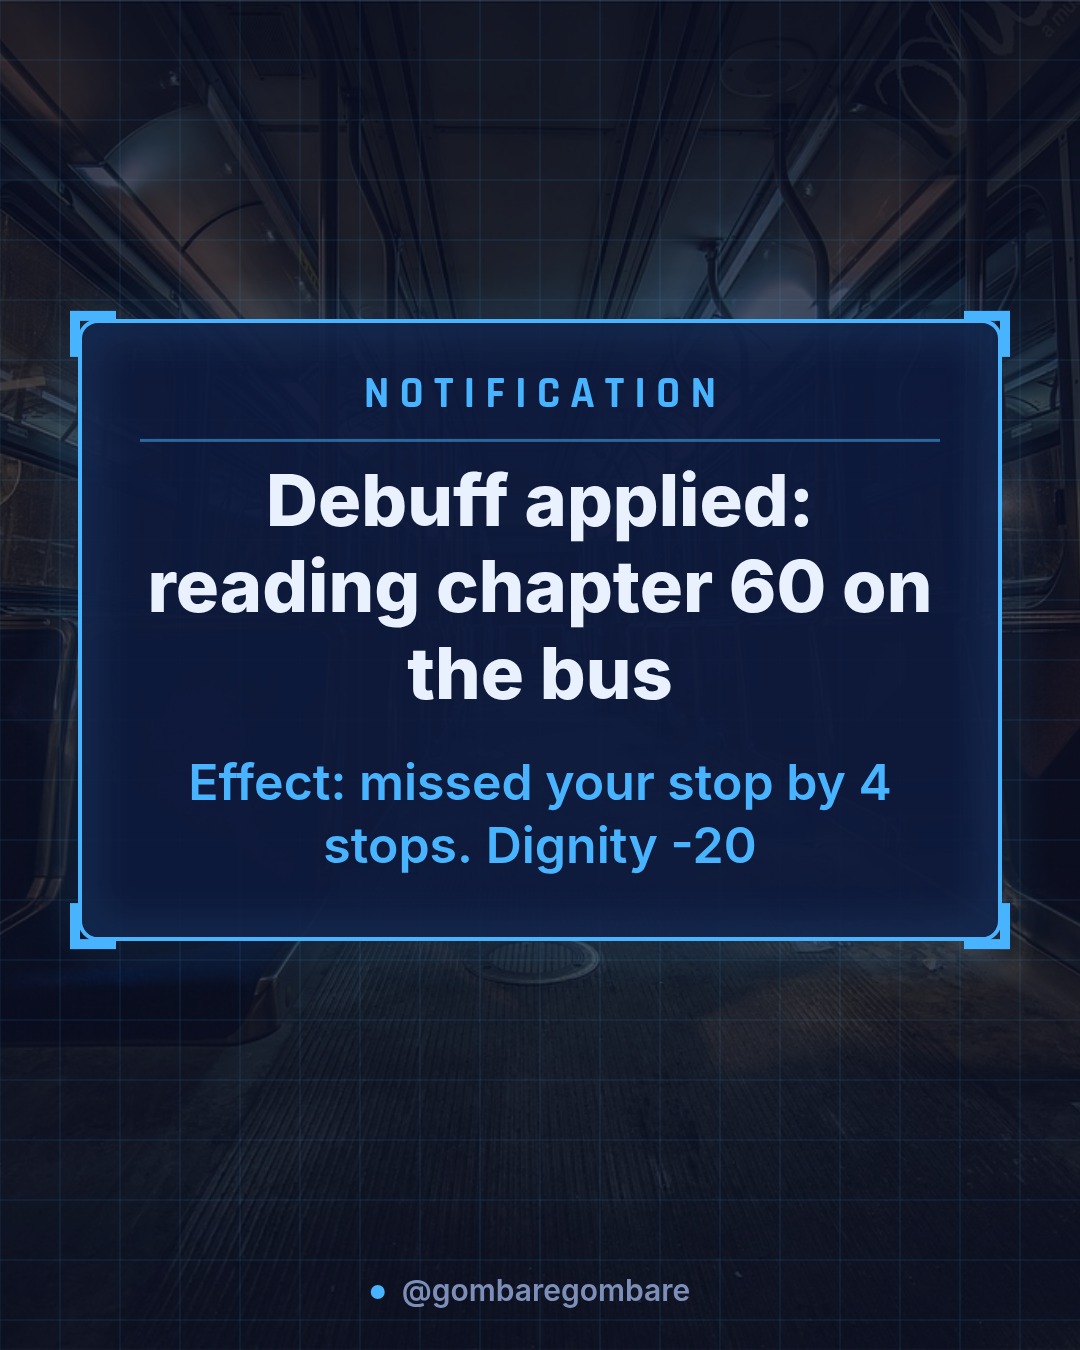 NOTIFICATION
Debuff applied:
reading chapter 60 on
the bus
Effect: missed your stop by 4
stops. Dignity -20
@gombaregombare